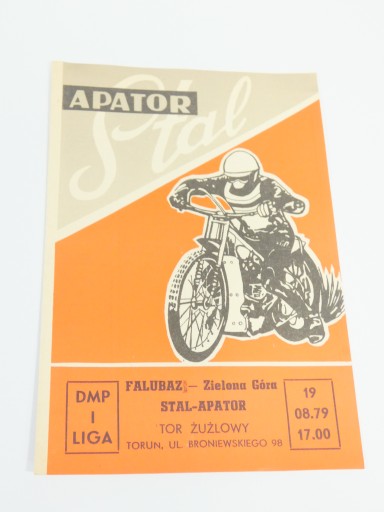 APATOR
Stal
DMP
I
LIGA
FALUBAZ — Zielona Góra
STAL-APATOR
TOR ŻUŻLOWY
TORUŃ, UL. BRONIEWSKIEGO 98
19
08.79
17.00